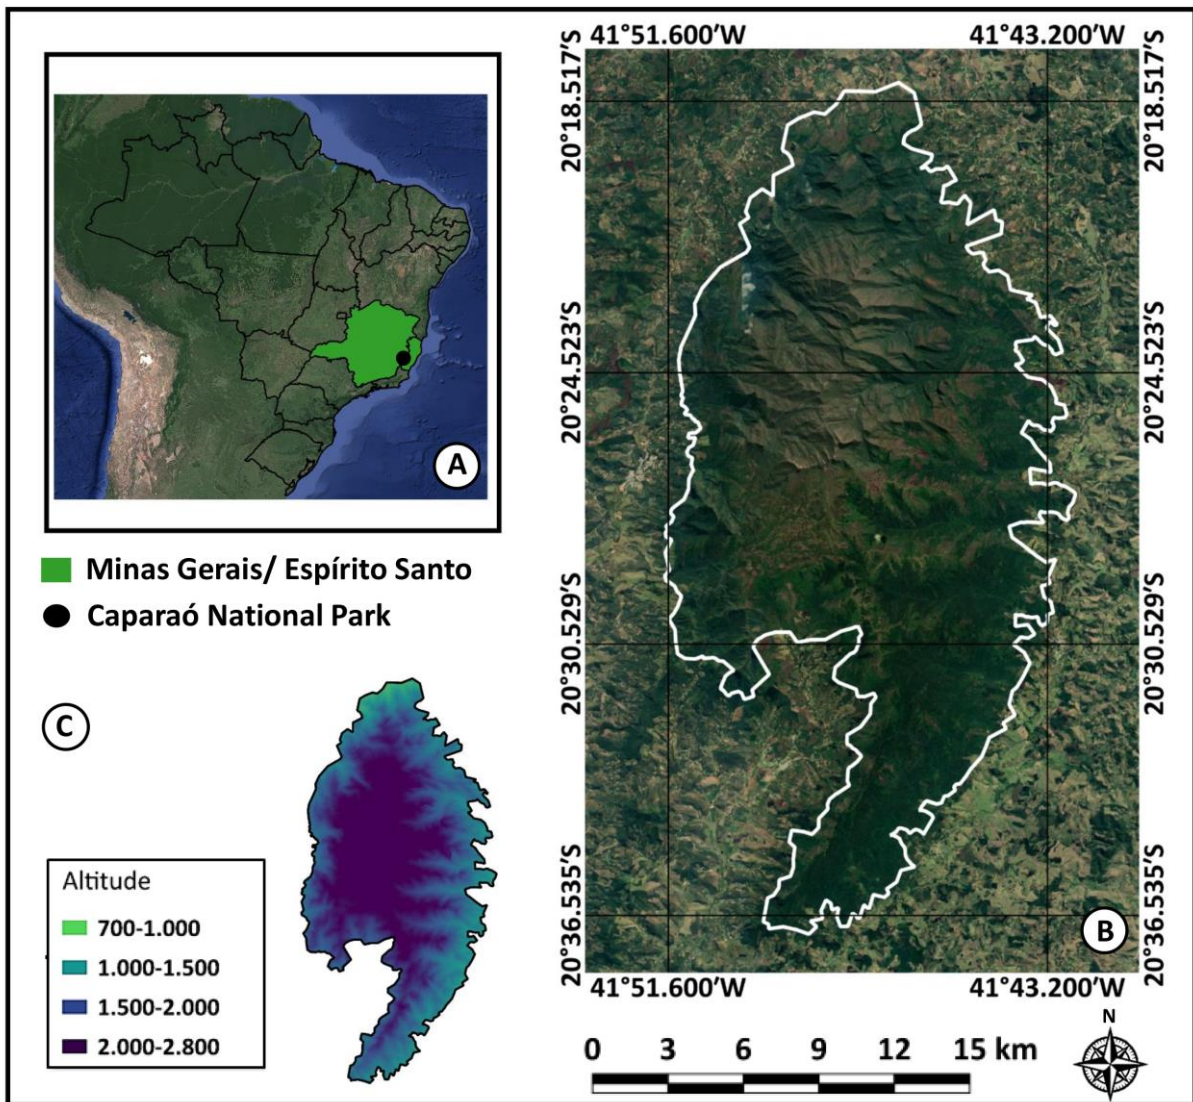 A
Minas Gerais/ Espírito Santo
Caparaó National Park
C
Altitude
700-1.000
1.000-1.500
1.500-2.000
2.000-2.800
41°51.600'W 41°43.200'W
20°18.517'S 20°18.517'S
20°24.523'S 20°24.523'S
20°30.529'S 20°30.529'S
20°36.535'S 20°36.535'S
B
41°51.600'W 41°43.200'W
0 3 6 9 12 15 km
N